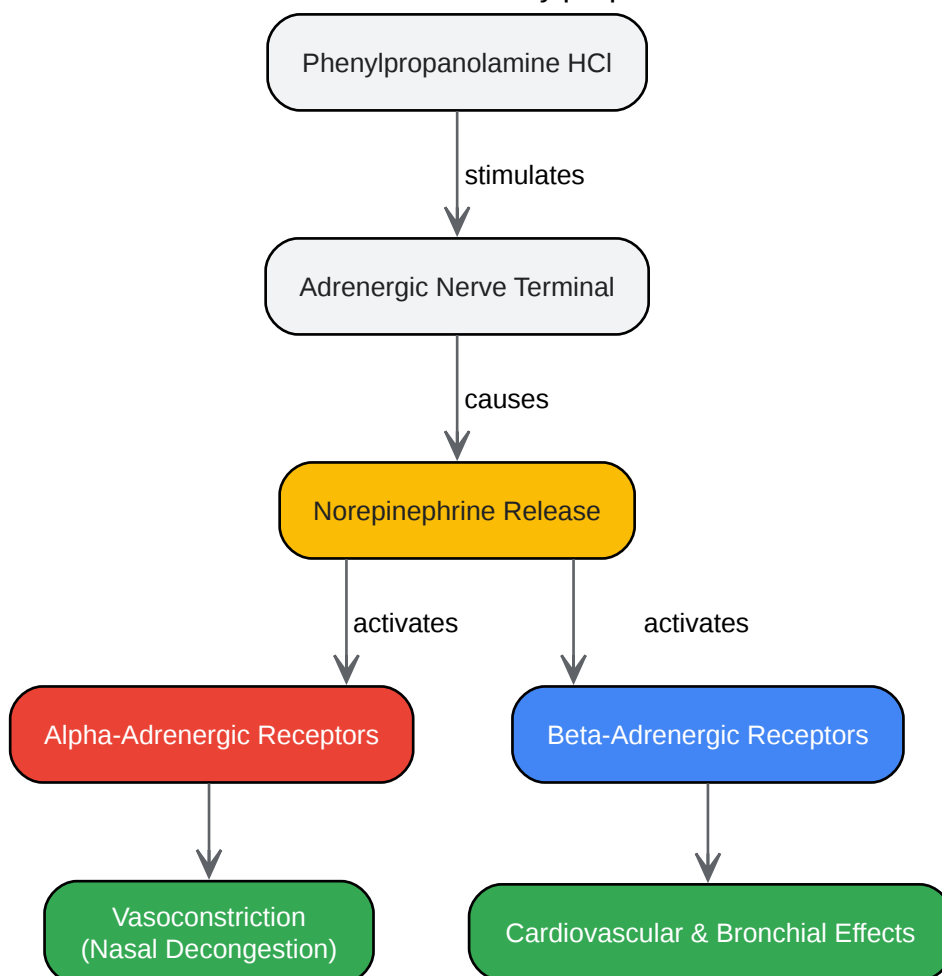 Phenylpropanolamine HCl
stimulates
Adrenergic Nerve Terminal
causes
Norepinephrine Release
activates activates
Alpha-Adrenergic Receptors Beta-Adrenergic Receptors
Vasoconstriction
(Nasal Decongestion)
Cardiovascular & Bronchial Effects